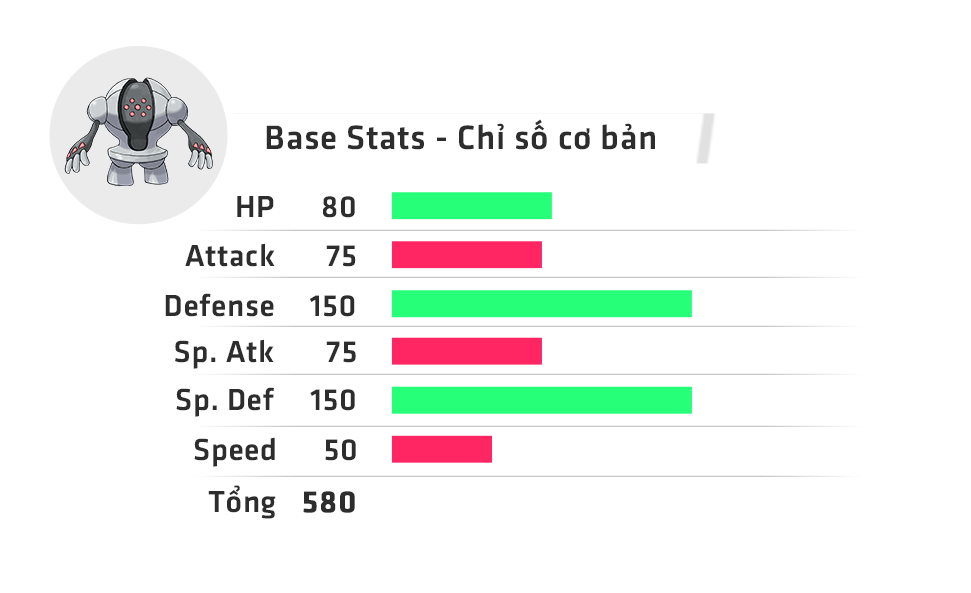 Base Stats - Chỉ số cơ bản
HP 80
Attack 75
Defense 150
Sp. Atk 75
Sp. Def 150
Speed 50
Tổng 580